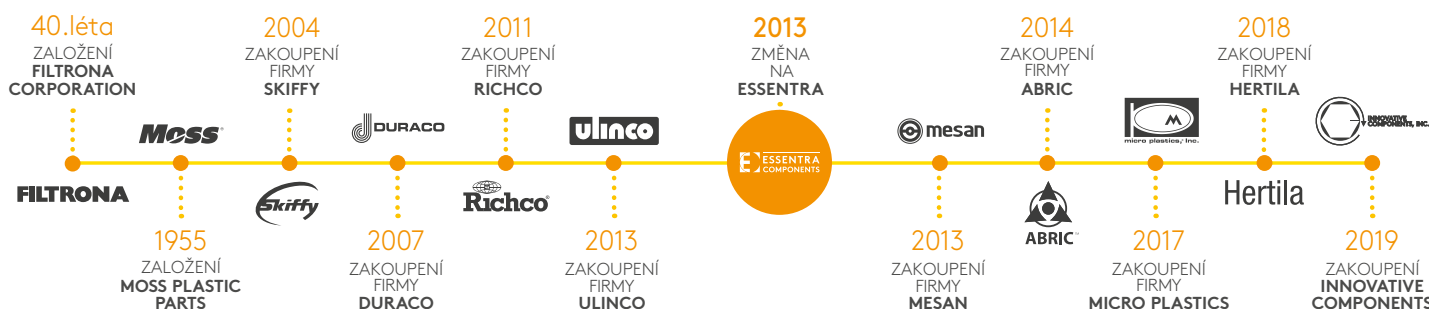 40.léta
ZALOŽENÍ
FILTRONA
CORPORATION
FILTRONA
Moss
1955
ZALOŽENÍ
MOSS PLASTIC
PARTS
2004
ZAKOUPENÍ
FIRMY
SKIFFY
Skiffy
DURACO
2007
ZAKOUPENÍ
FIRMY
DURACO
2011
ZAKOUPENÍ
FIRMY
RICHCO
Richco
ulinco
2013
ZAKOUPENÍ
FIRMY
ULINCO
2013
ZMĚNA
NA
ESSENTRA
ESSENTRA
COMPONENTS
mesan
2013
ZAKOUPENÍ
FIRMY
MESAN
2014
ZAKOUPENÍ
FIRMY
ABRIC
ABRIC™
micro plastics, inc.
2017
ZAKOUPENÍ
FIRMY
MICRO PLASTICS
2018
ZAKOUPENÍ
FIRMY
HERTILA
Hertila
INNOVATIVE
COMPONENTS, INC.
2019
ZAKOUPENÍ
INNOVATIVE
COMPONENTS